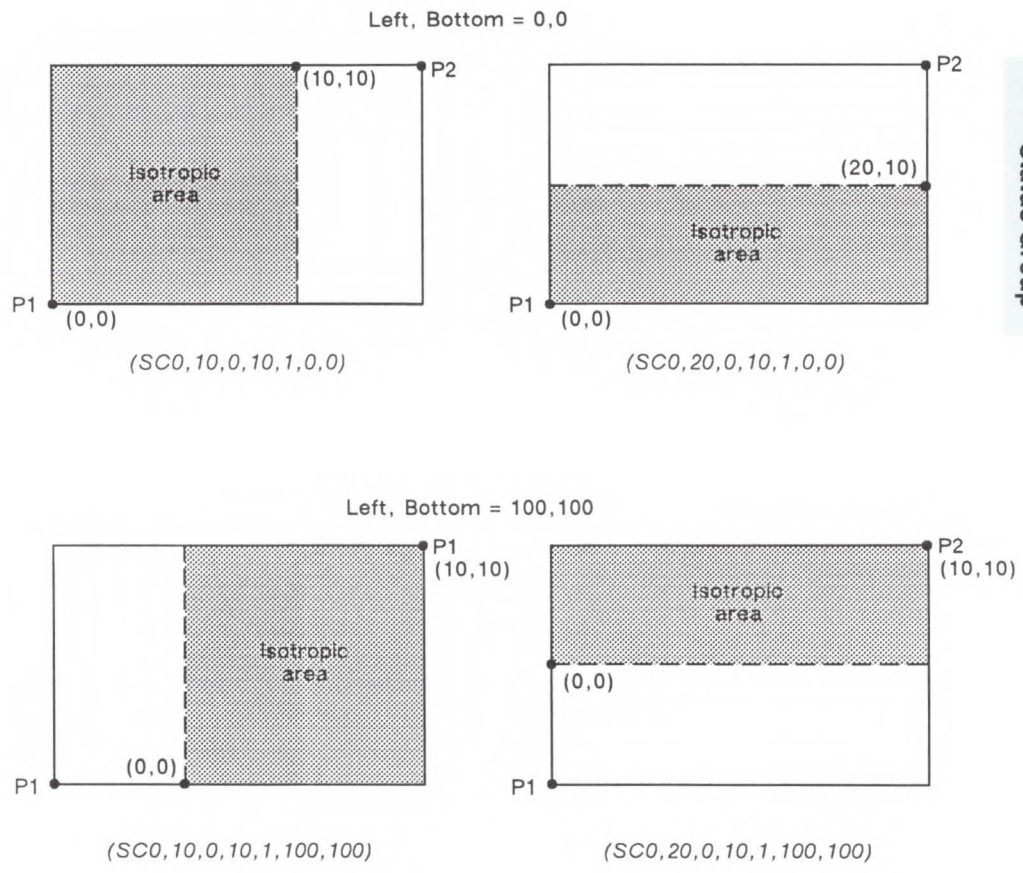 Left, Bottom = 0,0
(10,10)
P2
Isotropic
area
P1
(0,0)
(SC0,10,0,10,1,0,0)
P2
(20,10)
Isotropic
area
P1
(0,0)
(SC0,20,0,10,1,0,0)
Left, Bottom = 100,100
P1
(10,10)
Isotropic
area
(0,0)
P1
(SC0,10,0,10,1,100,100)
P2
(10,10)
Isotropic
area
(0,0)
P1
(SC0,20,0,10,1,100,100)